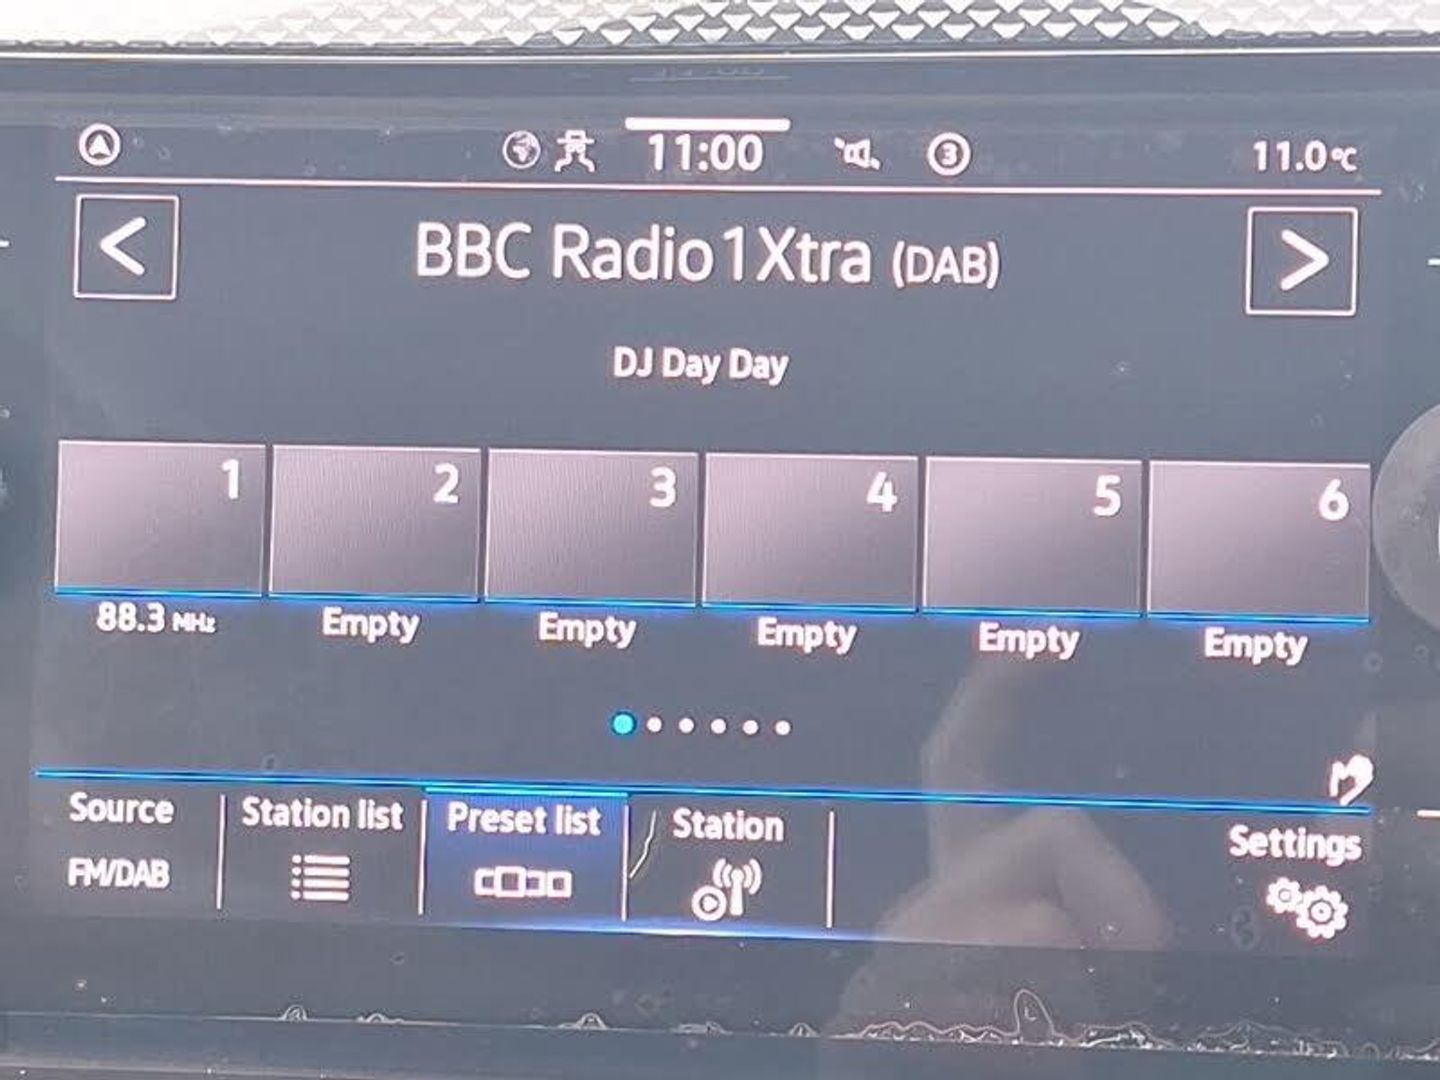 11:00 3 11.0°C
BBC Radio 1Xtra (DAB)
DJ Day Day
1 2 3 4 5 6
88.3 MHz Empty Empty Empty Empty Empty
Source Station list Preset list Station Settings
FM/DAB